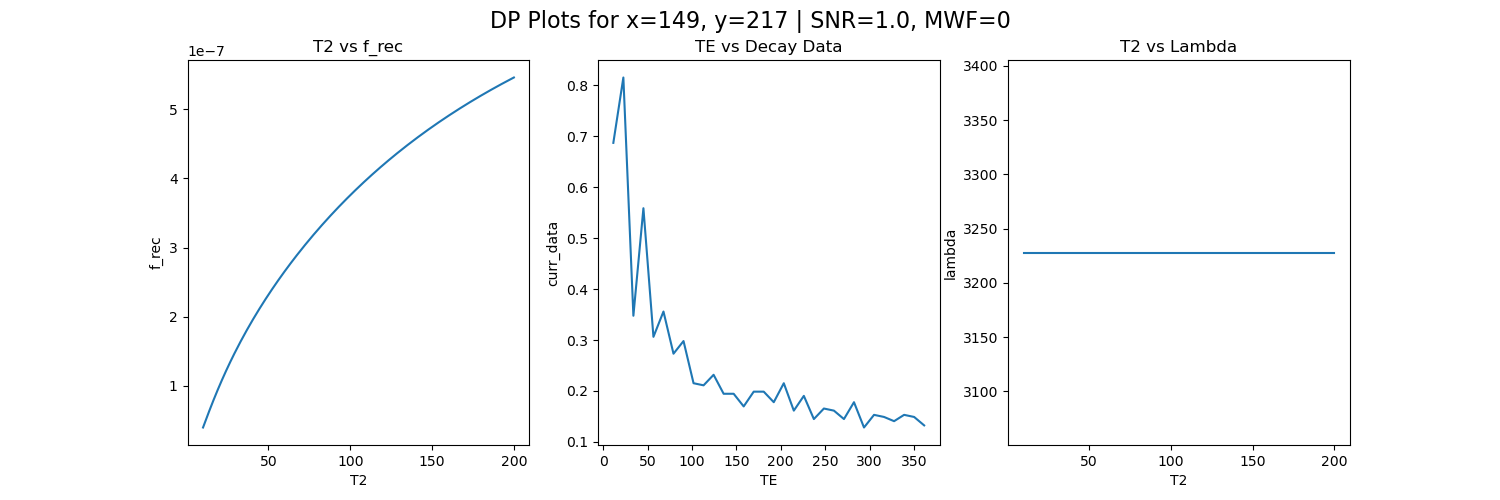 DP Plots for x=149, y=217 | SNR=1.0, MWF=0
T2 vs f_rec
1e−7
5
4
3
2
1
f_rec
50 100 150 200
T2
TE vs Decay Data
0.8
0.7
0.6
0.5
0.4
0.3
0.2
0.1
curr_data
0 50 100 150 200 250 300 350
TE
T2 vs Lambda
3400
3350
3300
3250
3200
3150
3100
lambda
50 100 150 200
T2